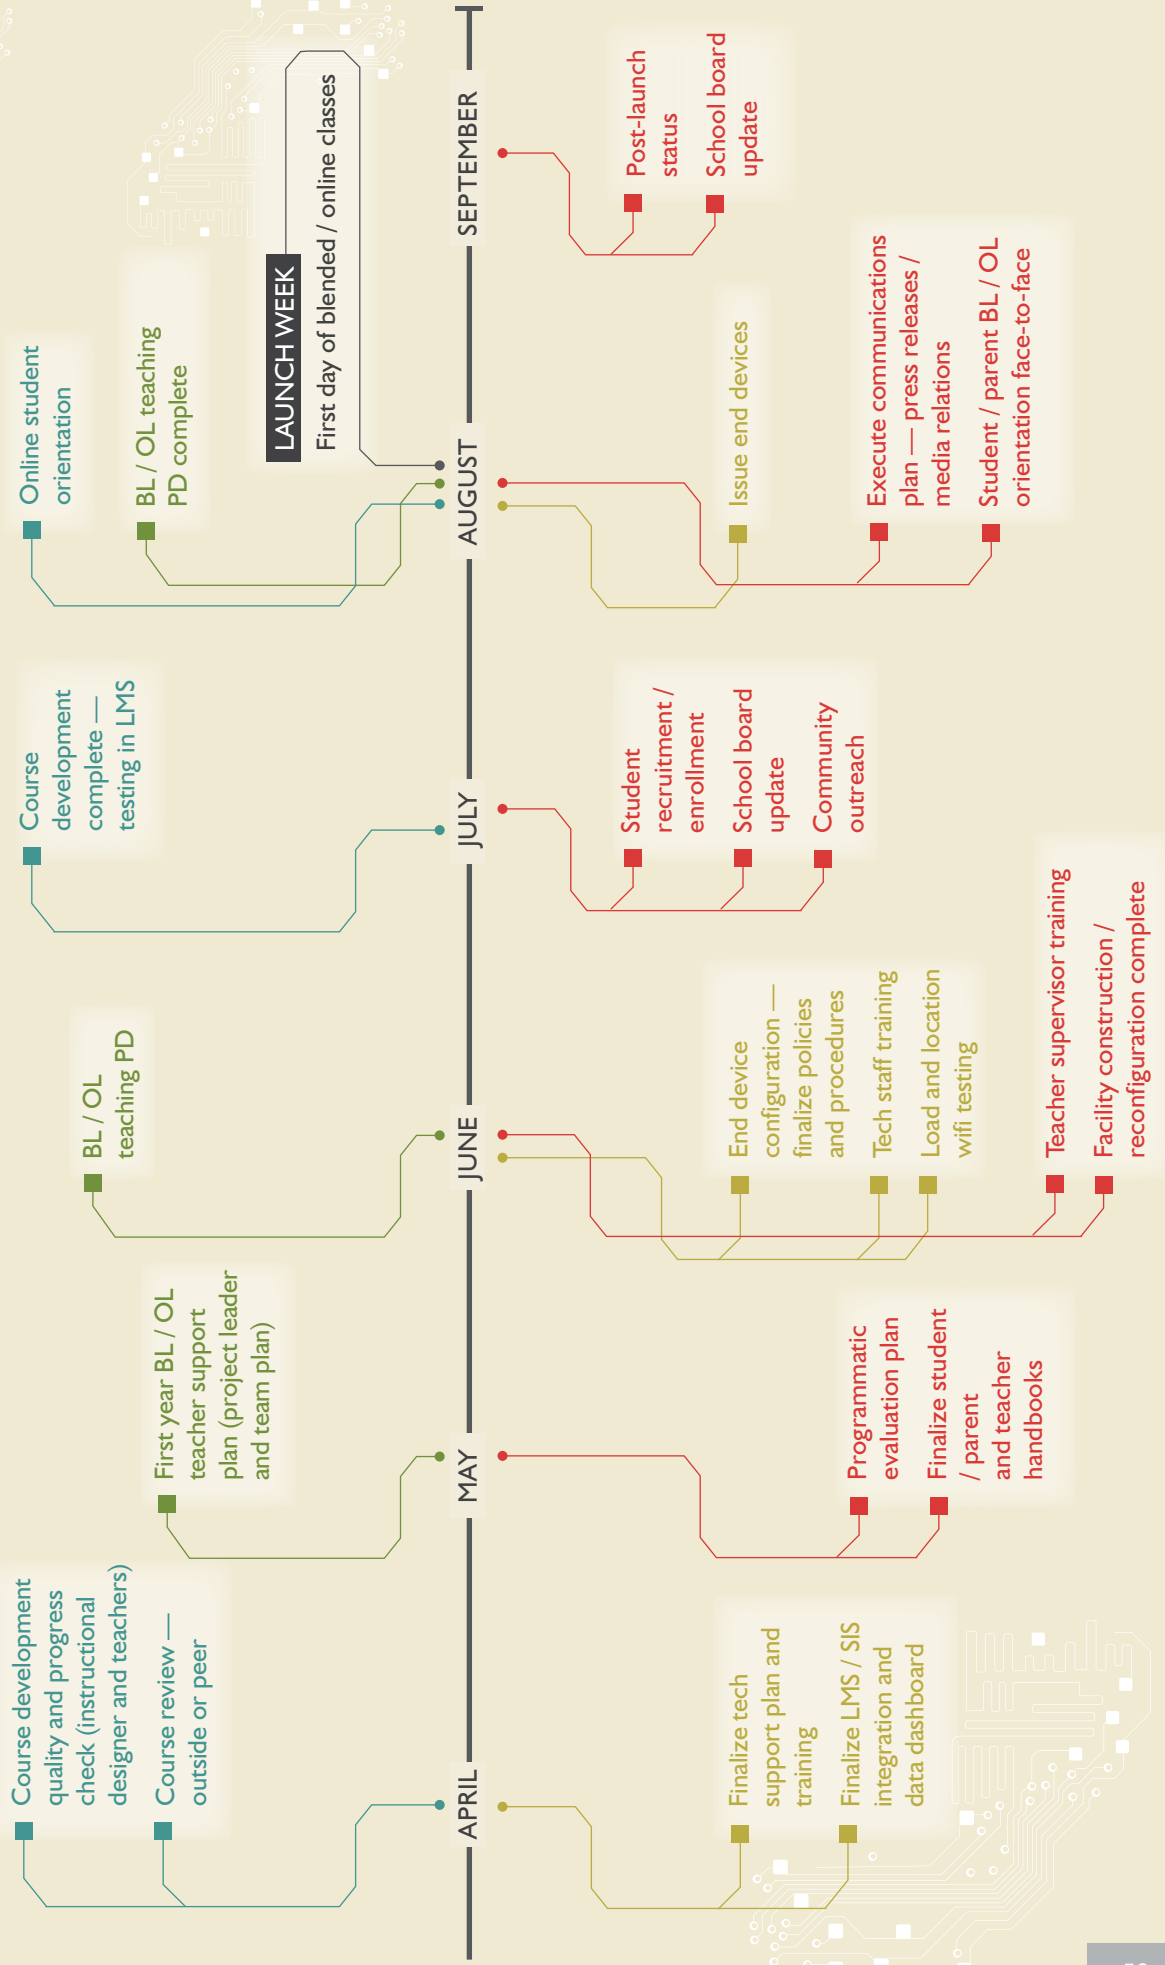 Course development
quality and progress
check (instructional
designer and teachers)
Course review —
outside or peer
APRIL
Finalize tech
support plan and
training
Finalize LMS / SIS
integration and
data dashboard
First year BL / OL
teacher support
plan (project leader
and team plan)
MAY
Programmatic
evaluation plan
Finalize student
/ parent
and teacher
handbooks
BL / OL
teaching PD
JUNE
End device
configuration —
finalize policies
and procedures
Tech staff training
Load and location
wifi testing
Teacher supervisor training
Facility construction /
reconfiguration complete
Course
development
complete —
testing in LMS
JULY
Student
recruitment /
enrollment
School board
update
Community
outreach
Online student
orientation
BL / OL teaching
PD complete
LAUNCH WEEK
First day of blended / online classes
AUGUST
Issue end devices
Execute communications
plan — press releases /
media relations
Student / parent BL / OL
orientation face-to-face
SEPTEMBER
Post-launch
status
School board
update